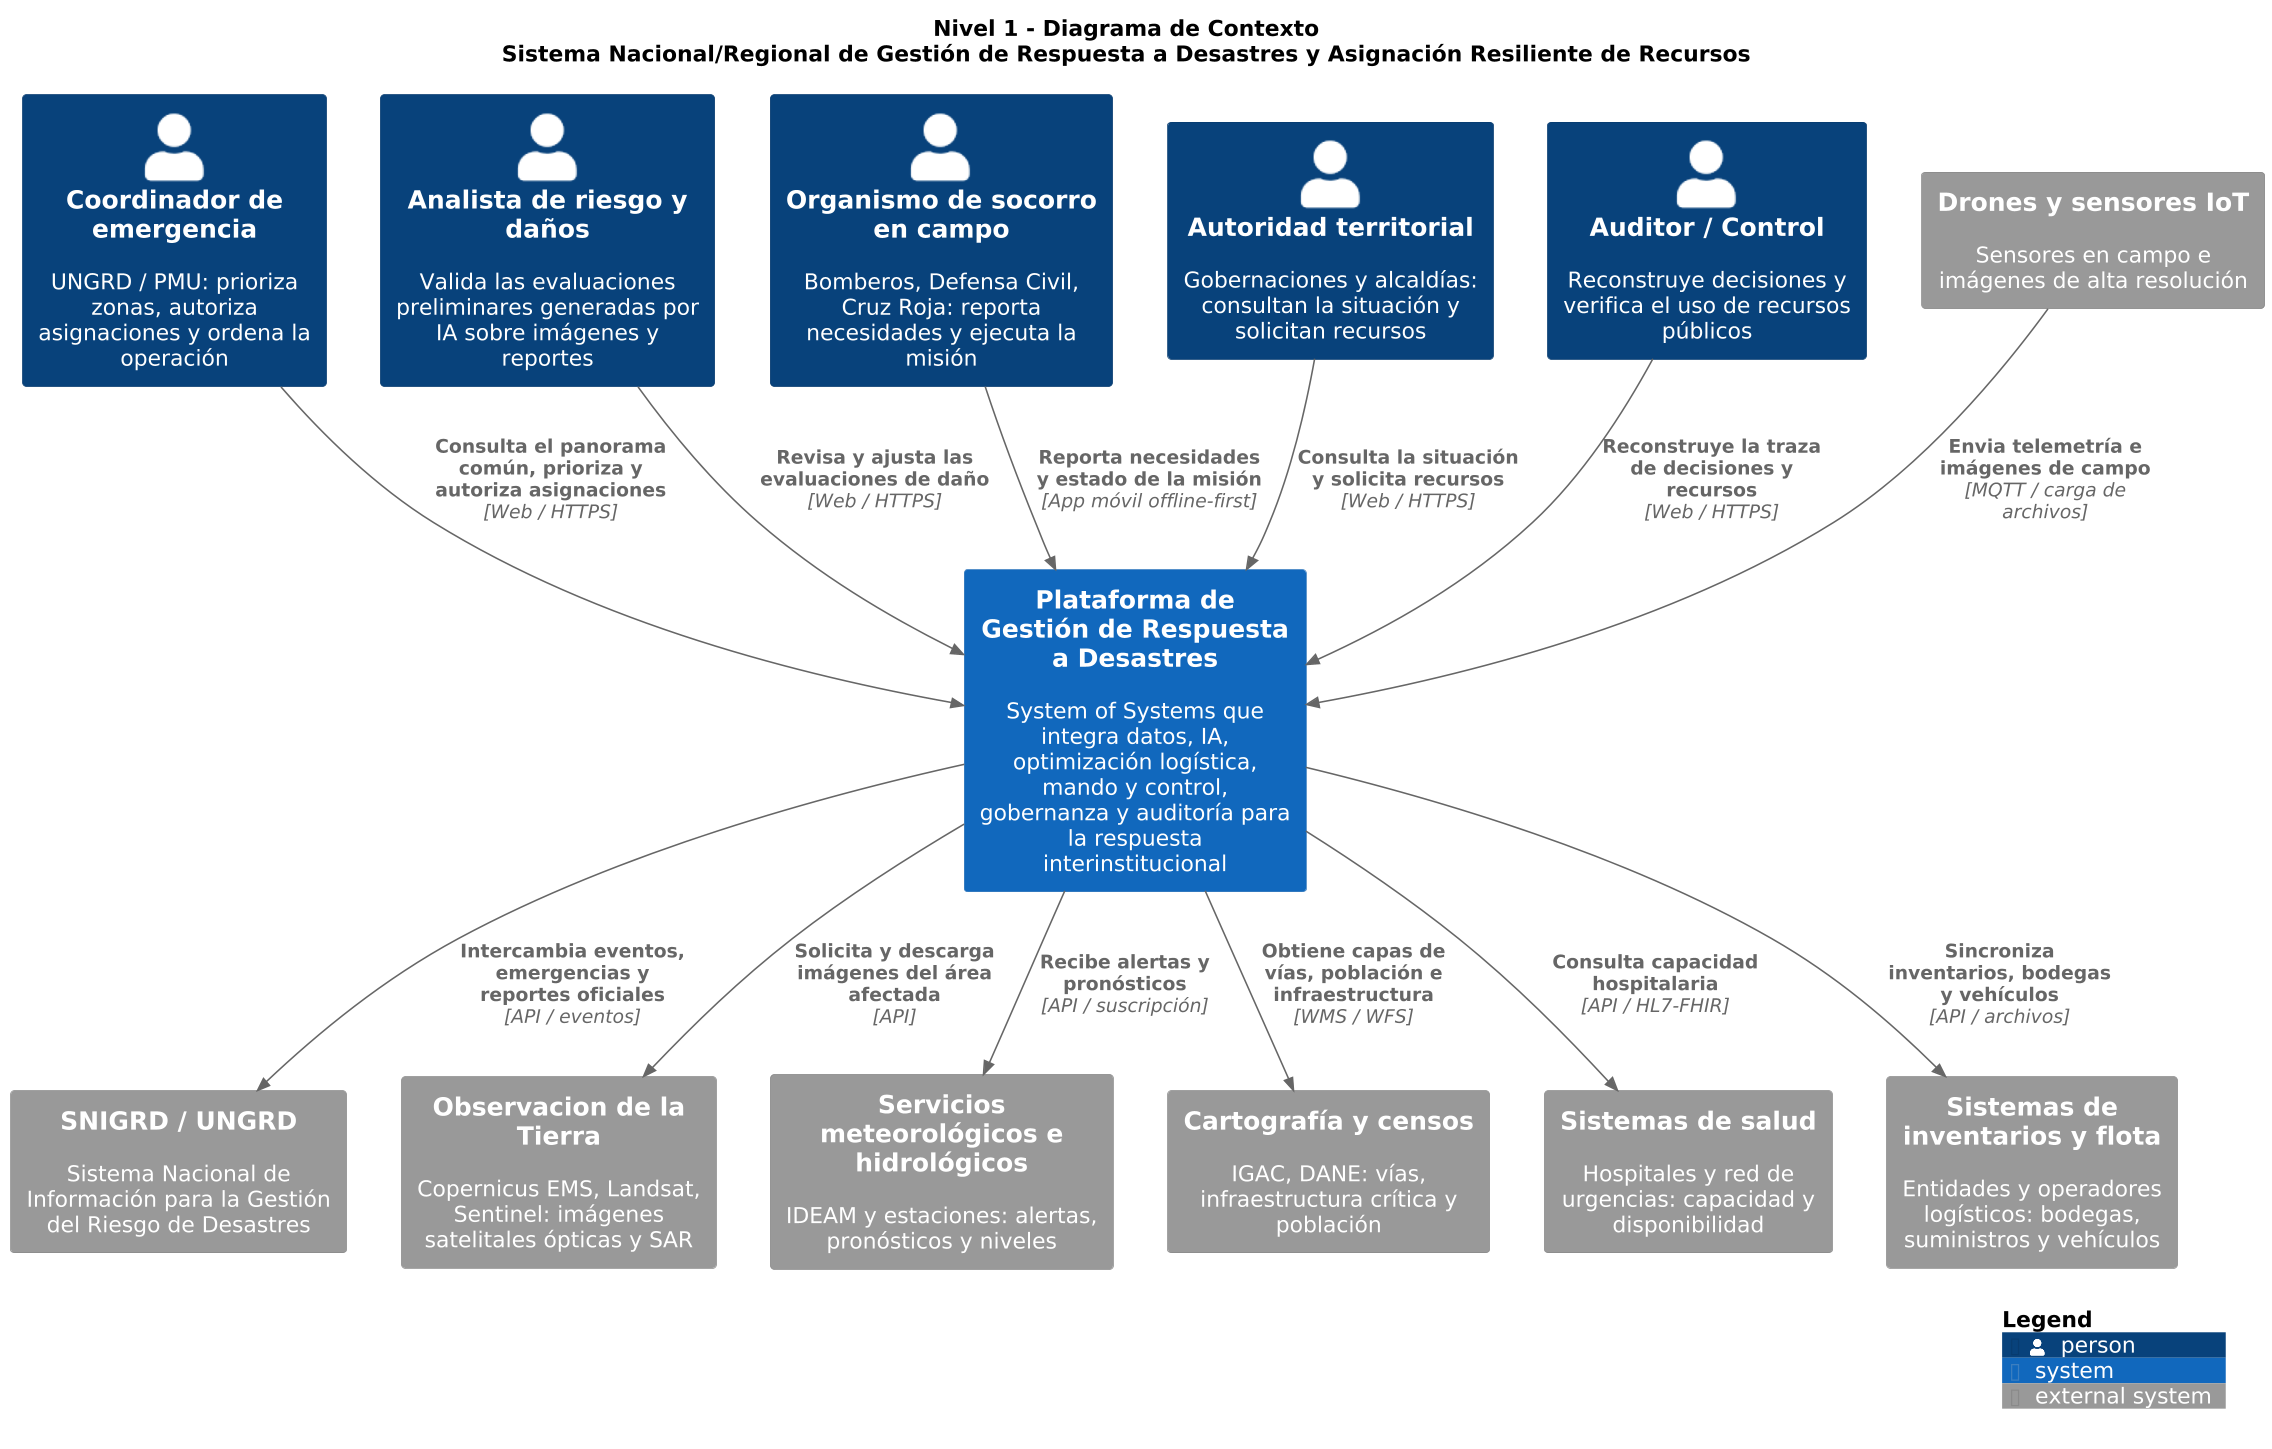 Nivel 1 - Diagrama de Contexto
Sistema Nacional/Regional de Gestión de Respuesta a Desastres y Asignación Resiliente de Recursos
Coordinador de
emergencia
UNGRD / PMU: prioriza
zonas, autoriza
asignaciones y ordena la
operación
Analista de riesgo y
daños
Valida las evaluaciones
preliminares generadas por
IA sobre imágenes y
reportes
Organismo de socorro
en campo
Bomberos, Defensa Civil,
Cruz Roja: reporta
necesidades y ejecuta la
misión
Autoridad territorial
Gobernaciones y alcaldías:
consultan la situación y
solicitan recursos
Auditor / Control
Reconstruye decisiones y
verifica el uso de recursos
públicos
Drones y sensores IoT
Sensores en campo e
imágenes de alta resolución
Consulta el panorama
común, prioriza y
autoriza asignaciones
[Web / HTTPS]
Revisa y ajusta las
evaluaciones de daño
[Web / HTTPS]
Reporta necesidades
y estado de la misión
[App móvil offline-first]
Consulta la situación
y solicita recursos
[Web / HTTPS]
Reconstruye la traza
de decisiones y
recursos
[Web / HTTPS]
Envia telemetría e
imágenes de campo
[MQTT / carga de
archivos]
Plataforma de
Gestión de Respuesta
a Desastres
System of Systems que
integra datos, IA,
optimización logística,
mando y control,
gobernanza y auditoría para
la respuesta
interinstitucional
Intercambia eventos,
emergencias y
reportes oficiales
[API / eventos]
Solicita y descarga
imágenes del área
afectada
[API]
Recibe alertas y
pronósticos
[API / suscripción]
Obtiene capas de
vías, población e
infraestructura
[WMS / WFS]
Consulta capacidad
hospitalaria
[API / HL7-FHIR]
Sincroniza
inventarios, bodegas
y vehículos
[API / archivos]
SNIGRD / UNGRD
Sistema Nacional de
Información para la Gestión
del Riesgo de Desastres
Observacion de la
Tierra
Copernicus EMS, Landsat,
Sentinel: imágenes
satelitales ópticas y SAR
Servicios
meteorológicos e
hidrológicos
IDEAM y estaciones: alertas,
pronósticos y niveles
Cartografía y censos
IGAC, DANE: vías,
infraestructura crítica y
población
Sistemas de salud
Hospitales y red de
urgencias: capacidad y
disponibilidad
Sistemas de
inventarios y flota
Entidades y operadores
logísticos: bodegas,
suministros y vehículos
Legend
person
system
external system